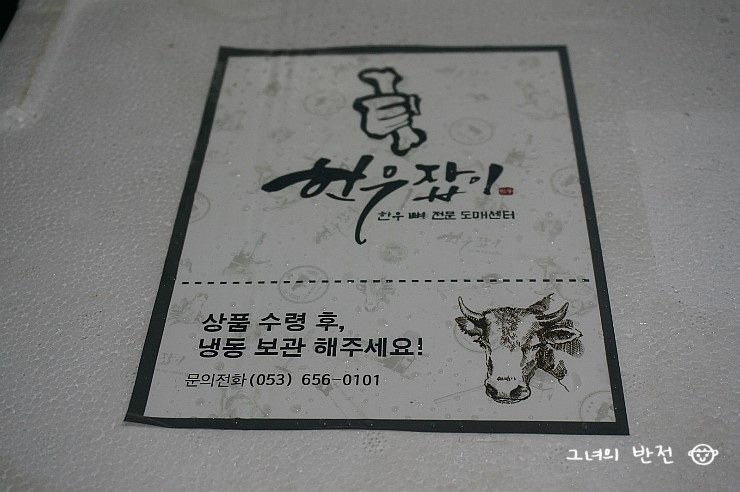 한우잡이
한우 뼈 전문 도매센터
상품 수령 후,
냉동 보관 해주세요!
문의전화(053) 656-0101
그녀의 반전